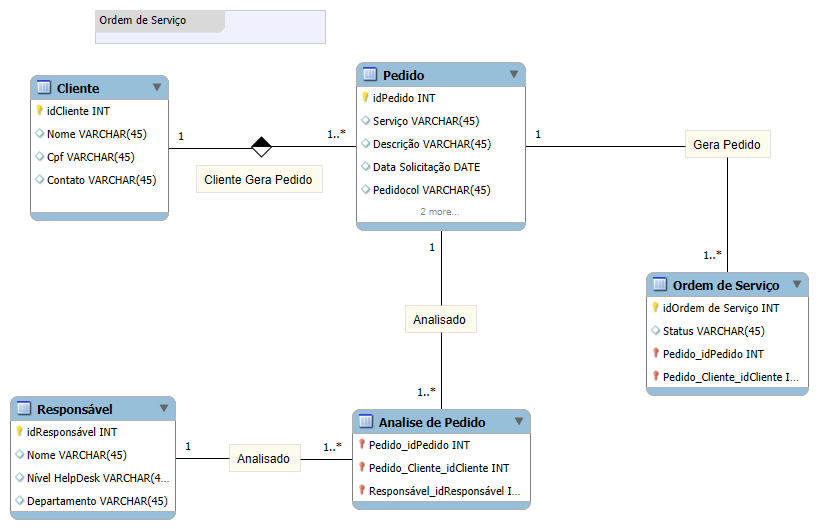 Ordem de Serviço
Cliente
idCliente INT
Nome VARCHAR(45)
Cpf VARCHAR(45)
Contato VARCHAR(45)
1
1..*
Cliente Gera Pedido
Pedido
idPedido INT
Serviço VARCHAR(45)
Descrição VARCHAR(45)
Data Solicitação DATE
Pedidocol VARCHAR(45)
2 more...
1
Gera Pedido
1..*
Ordem de Serviço
idOrdem de Serviço INT
Status VARCHAR(45)
Pedido_idPedido INT
Pedido_Cliente_idCliente I...
1
Analisado
1..*
Responsável
idResponsável INT
Nome VARCHAR(45)
Nível HelpDesk VARCHAR(4...
Departamento VARCHAR(45)
1
Analisado
1..*
Analise de Pedido
Pedido_idPedido INT
Pedido_Cliente_idCliente INT
Responsável_idResponsável I...